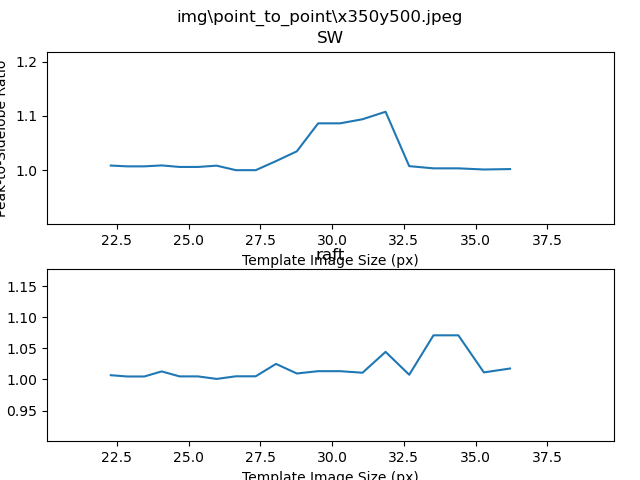 img\point_to_point\x350y500.jpeg
SW
Peak-to-Sidelobe Ratio
1.2
1.1
1.0
22.5 25.0 27.5 30.0 32.5 35.0 37.5
Template Image Size (px)
raft
1.15
1.10
1.05
1.00
0.95
22.5 25.0 27.5 30.0 32.5 35.0 37.5
Template Image Size (px)